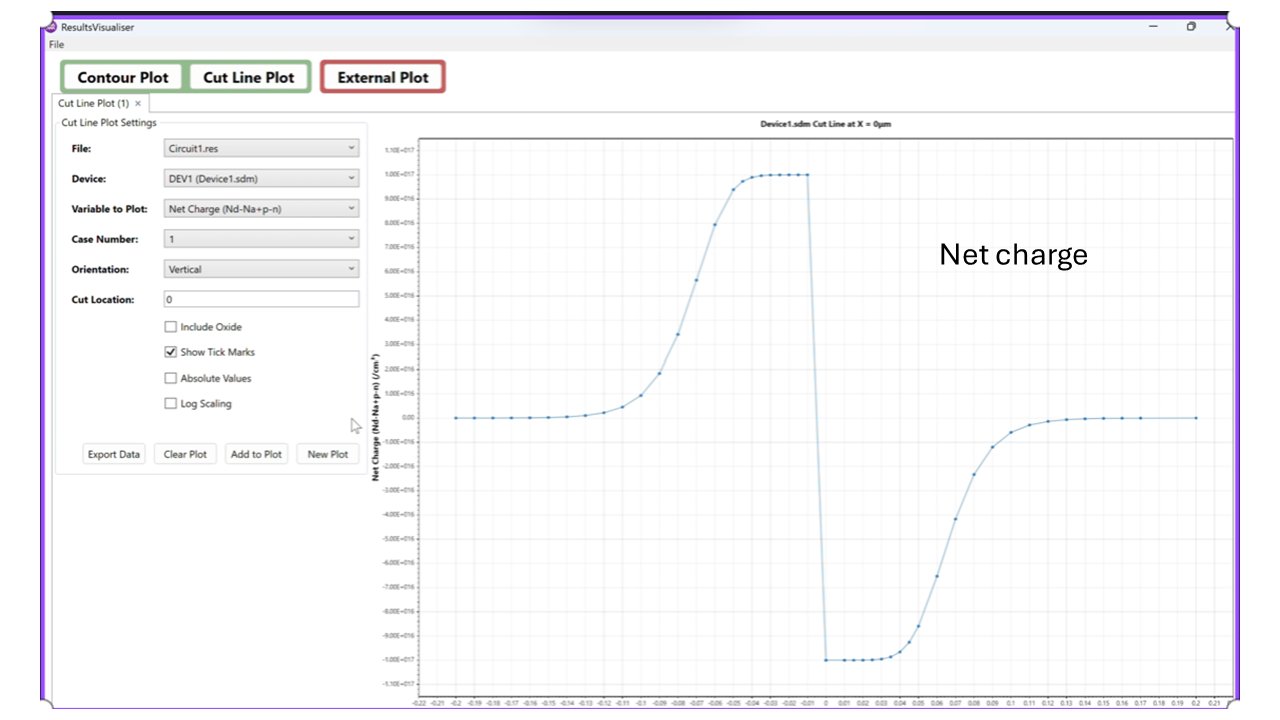 ResultsVisualiser
File
Contour Plot Cut Line Plot External Plot
Cut Line Plot (1) ×
Cut Line Plot Settings
File: Circuit1.res
Device: DEV1 (Device1.sdm)
Variable to Plot: Net Charge (Nd-Na+p-n)
Case Number: 1
Orientation: Vertical
Cut Location: 0
Include Oxide
Show Tick Marks
Absolute Values
Log Scaling
Export Data Clear Plot Add to Plot New Plot
Device1.sdm Cut Line at X = 0µm
Net charge
Net Charge (Nd-Na+p-n) (/cm³)
1.10E+017
1.00E+017
9.00E+016
8.00E+016
7.00E+016
6.00E+016
5.00E+016
4.00E+016
3.00E+016
2.00E+016
1.00E+016
0.00
-1.00E+016
-2.00E+016
-3.00E+016
-4.00E+016
-5.00E+016
-6.00E+016
-7.00E+016
-8.00E+016
-9.00E+016
-1.00E+017
-1.10E+017
-0.22 -0.21 -0.2 -0.19 -0.18 -0.17 -0.16 -0.15 -0.14 -0.13 -0.12 -0.11 -0.1 -0.09 -0.08 -0.07 -0.06 -0.05 -0.04 -0.03 -0.02 -0.01 0 0.01 0.02 0.03 0.04 0.05 0.06 0.07 0.08 0.09 0.1 0.11 0.12 0.13 0.14 0.15 0.16 0.17 0.18 0.19 0.2 0.21